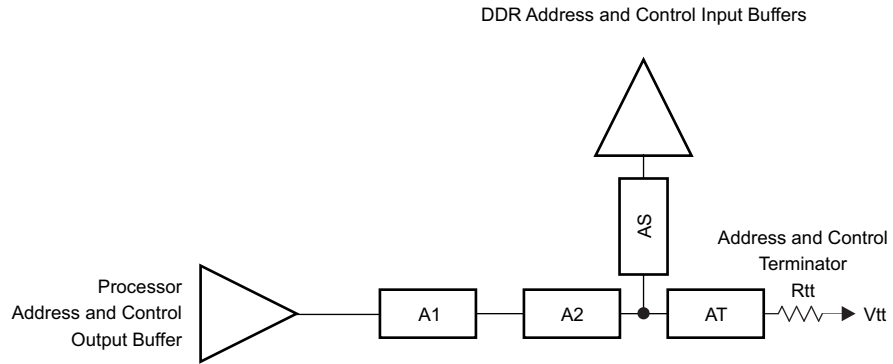 DDR Address and Control Input Buffers
AS
Address and Control
Terminator
Rtt
Processor
Address and Control
Output Buffer
A1
A2
AT
Vtt